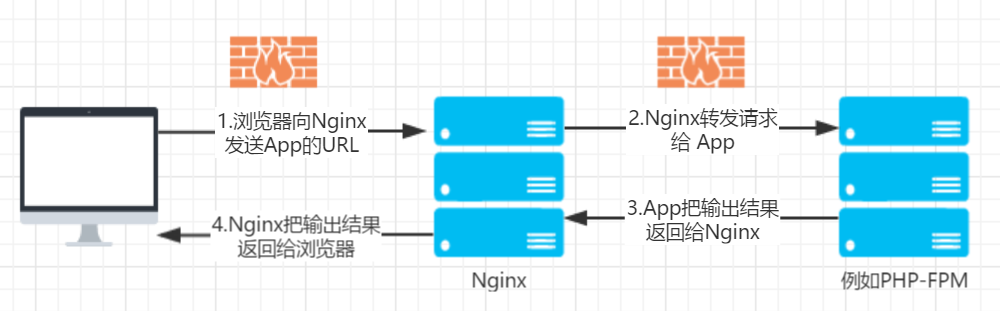 1.浏览器向Nginx
发送App的URL
2.Nginx转发请求
给 App
3.App把输出结果
返回给Nginx
4.Nginx把输出结果
返回给浏览器
Nginx
例如PHP-FPM